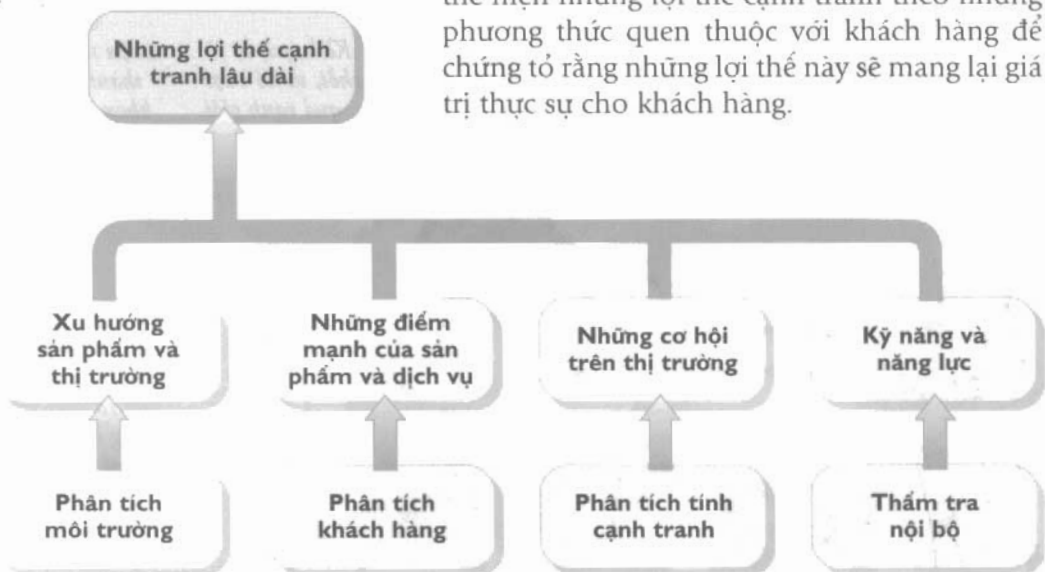 phương thức quen thuộc với khách hàng để
chứng tỏ rằng những lợi thế này sẽ mang lại giá
trị thực sự cho khách hàng.
Những lợi thế cạnh
tranh lâu dài
Xu hướng
sản phẩm và
thị trường
Những điểm
mạnh của sản
phẩm và dịch vụ
Những cơ hội
trên thị trường
Kỹ năng và
năng lực
Phân tích
môi trường
Phân tích
khách hàng
Phân tích tính
cạnh tranh
Thẩm tra
nội bộ